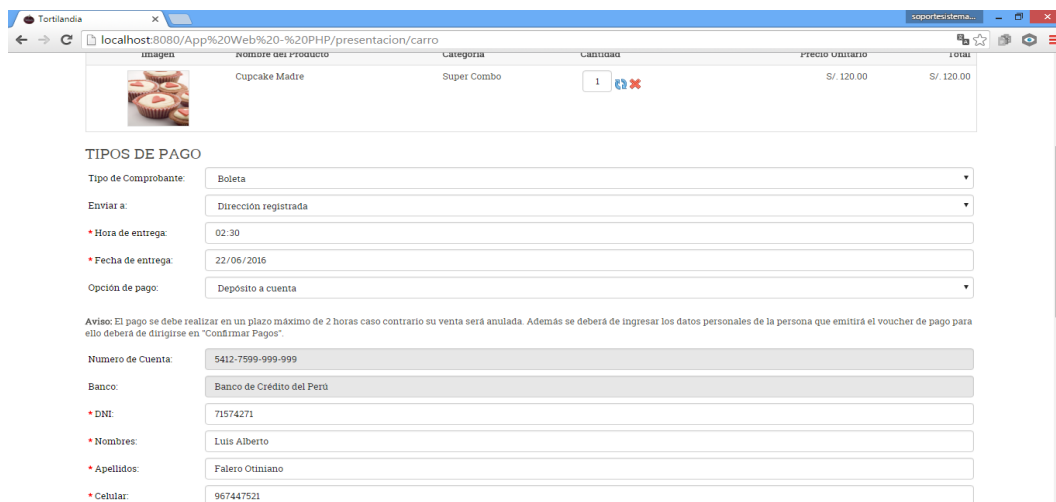 Tortilandia
soportesistema...
localhost:8080/App%20Web%20-%20PHP/presentacion/carro
Imagen Nombre del Producto Categoria Cantidad Precio Unitario Total
Cupcake Madre Super Combo 1 S/. 120.00 S/. 120.00
TIPOS DE PAGO
Tipo de Comprobante: Boleta
Enviar a: Dirección registrada
* Hora de entrega: 02:30
* Fecha de entrega: 22/06/2016
Opción de pago: Depósito a cuenta
Aviso: El pago se debe realizar en un plazo máximo de 2 horas caso contrario su venta será anulada. Además se deberá de ingresar los datos personales de la persona que emitirá el voucher de pago para
ello deberá de dirigirse en "Confirmar Pagos".
Numero de Cuenta: 5412-7599-999-999
Banco: Banco de Crédito del Perú
* DNI: 71574271
* Nombres: Luis Alberto
* Apellidos: Falero Otiniano
* Celular: 967447521